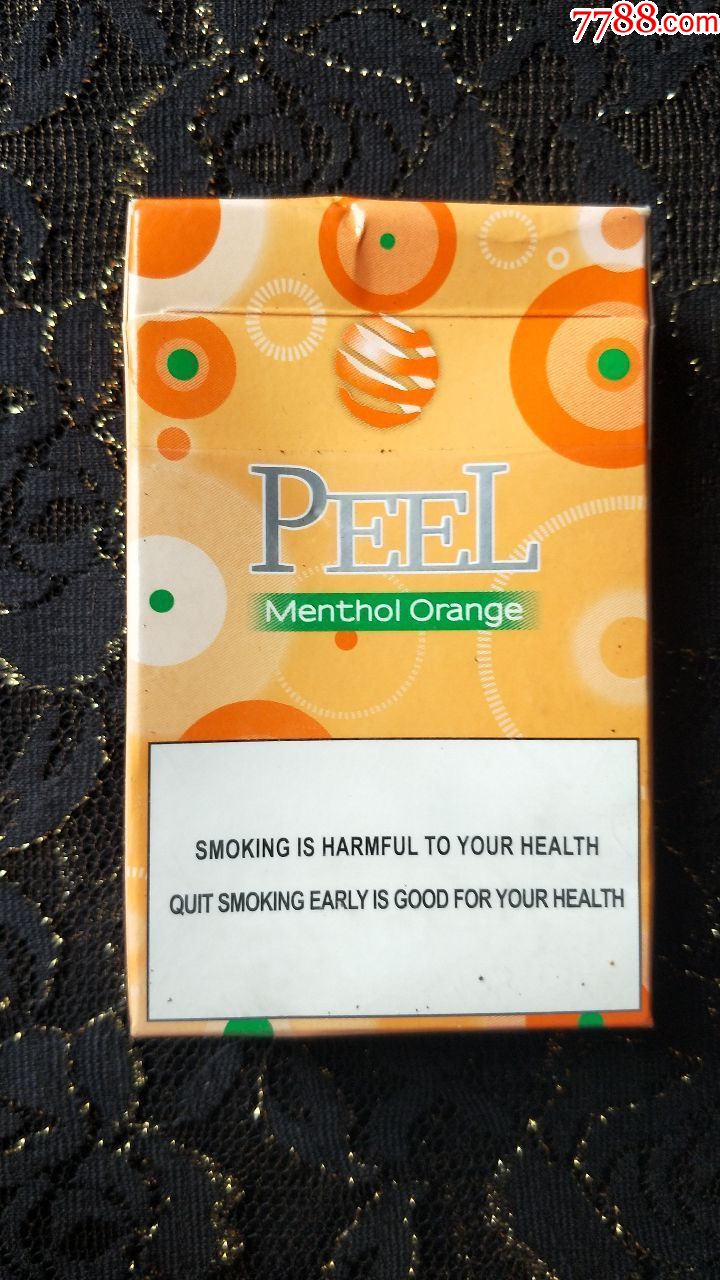 7788.com
PEEL
Menthol Orange
SMOKING IS HARMFUL TO YOUR HEALTH
QUIT SMOKING EARLY IS GOOD FOR YOUR HEALTH